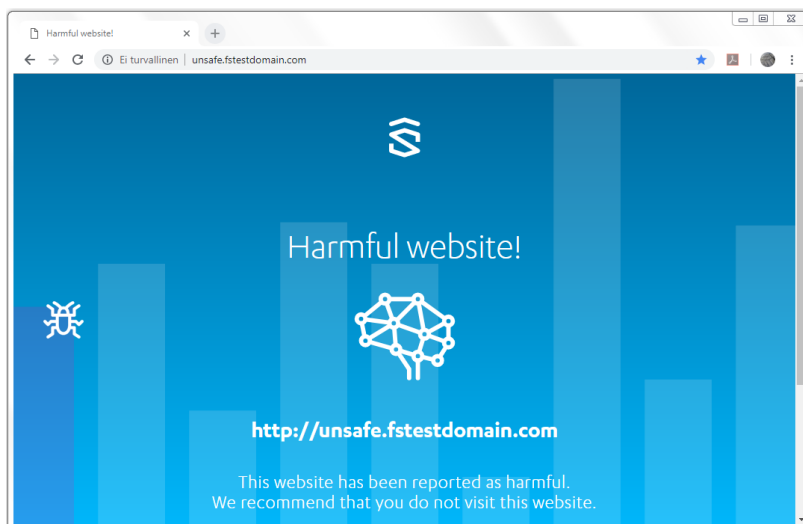 Harmful website!
Ei turvallinen | unsafe.fstestdomain.com
Harmful website!
http://unsafe.fstestdomain.com
This website has been reported as harmful.
We recommend that you do not visit this website.